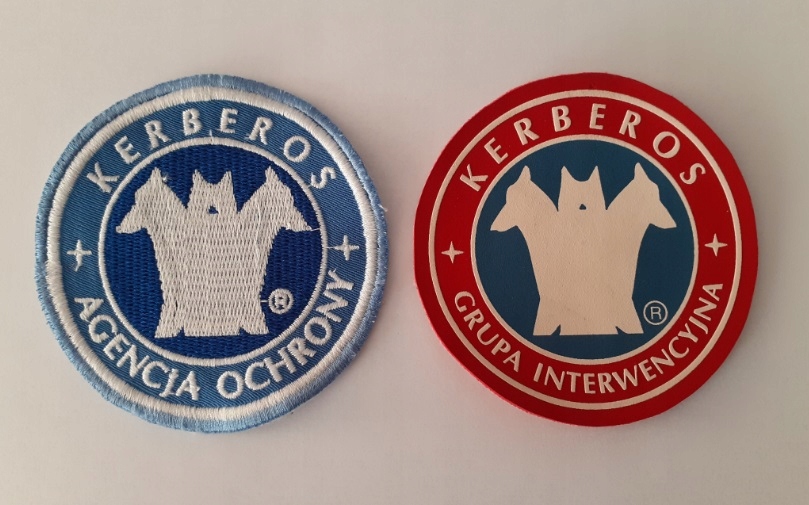 KERBEROS
®
AGENCJA OCHRONY
KERBEROS
®
GRUPA INTERWENCYJNA